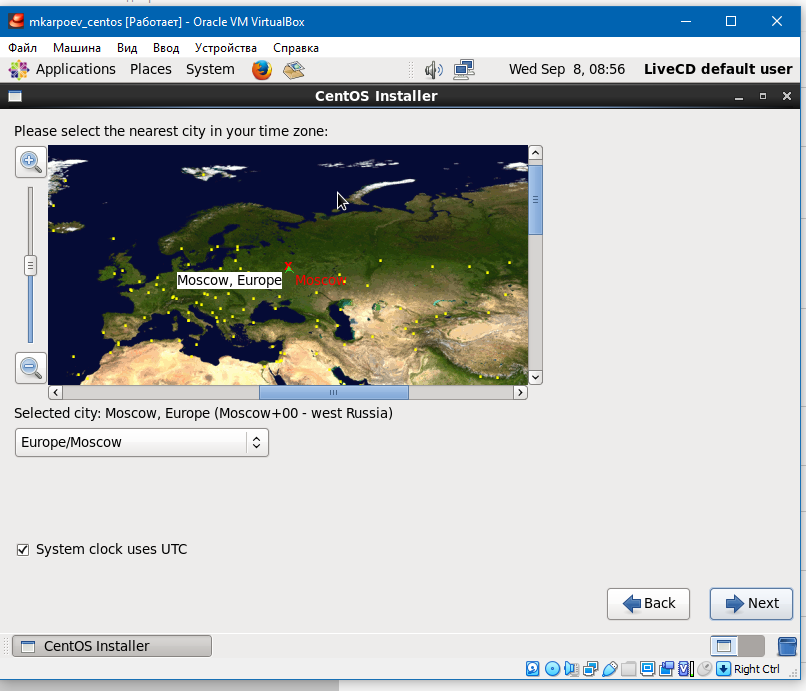 mkarpoev_centos [Работает] - Oracle VM VirtualBox
Файл Машина Вид Ввод Устройства Справка
Applications Places System Wed Sep 8, 08:56 LiveCD default user
CentOS Installer
Please select the nearest city in your time zone:
Moscow, Europe Moscow
Selected city: Moscow, Europe (Moscow+00 - west Russia)
Europe/Moscow
System clock uses UTC
Back Next
CentOS Installer
Right Ctrl